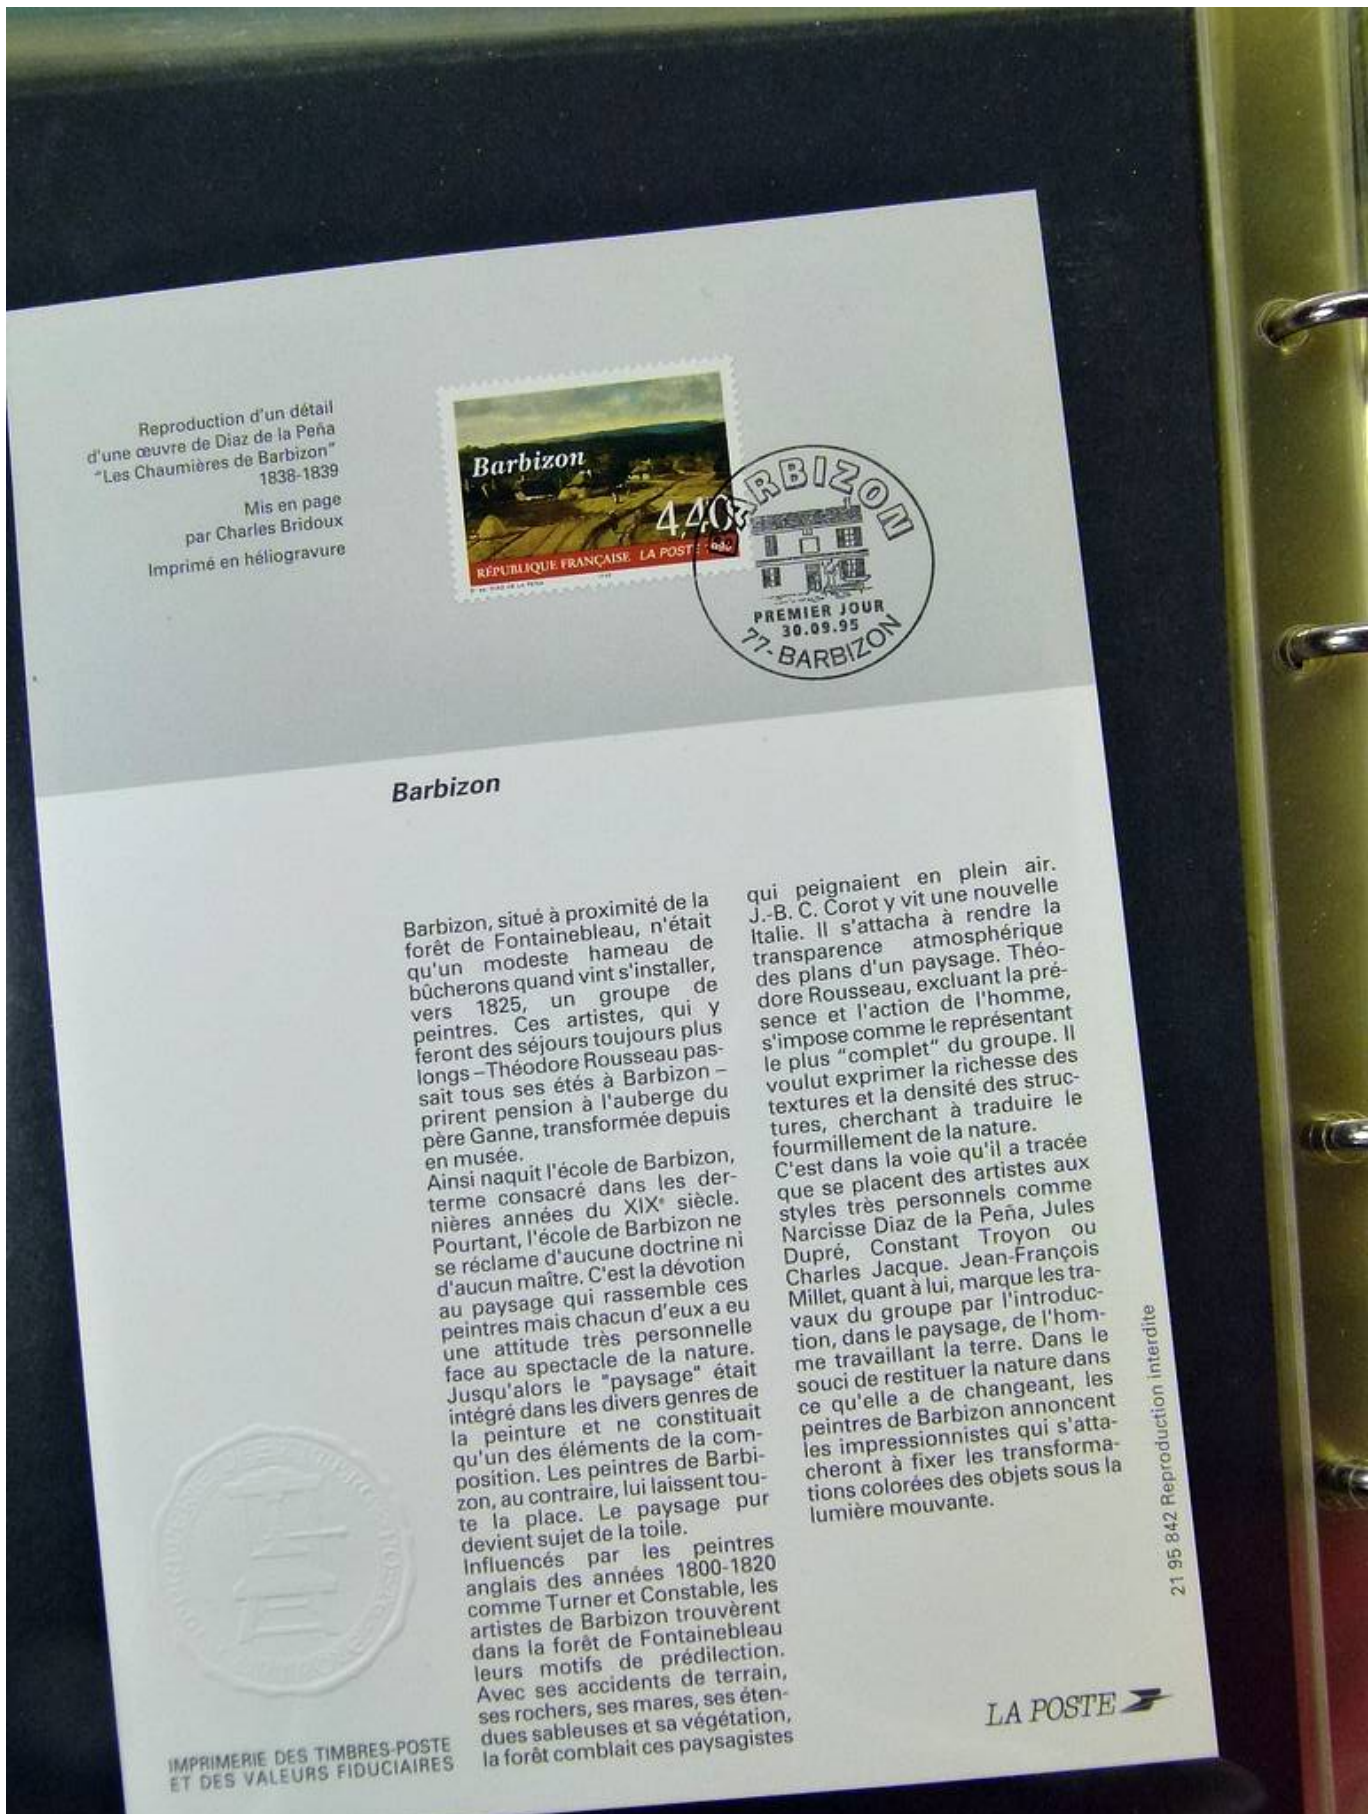 Reproduction d'un détail
d'une œuvre de Diaz de la Peña
"Les Chaumières de Barbizon"
1838-1839
Mis en page
par Charles Bridoux
Imprimé en héliogravure
Barbizon
4,40
RÉPUBLIQUE FRANÇAISE LA POSTE
BARBIZON
PREMIER JOUR
30.09.95
77-BARBIZON
Barbizon
Barbizon, situé à proximité de la
forêt de Fontainebleau, n'était
qu'un modeste hameau de
bûcherons quand vint s'installer,
vers 1825, un groupe de
peintres. Ces artistes, qui y
feront des séjours toujours plus
longs – Théodore Rousseau pas-
sait tous ses étés à Barbizon –
prirent pension à l'auberge du
père Ganne, transformée depuis
en musée.
Ainsi naquit l'école de Barbizon,
terme consacré dans les der-
nières années du XIXe siècle.
Pourtant, l'école de Barbizon ne
se réclame d'aucune doctrine ni
d'aucun maître. C'est la dévotion
au paysage qui rassemble ces
peintres mais chacun d'eux a eu
une attitude très personnelle
face au spectacle de la nature.
Jusqu'alors le "paysage" était
intégré dans les divers genres de
la peinture et ne constituait
qu'un des éléments de la com-
position. Les peintres de Barbi-
zon, au contraire, lui laissent tou-
te la place. Le paysage pur
devient sujet de la toile.
Influencés par les peintres
anglais des années 1800-1820
comme Turner et Constable, les
artistes de Barbizon trouvèrent
dans la forêt de Fontainebleau
leurs motifs de prédilection.
Avec ses accidents de terrain,
ses rochers, ses mares, ses éten-
dues sableuses et sa végétation,
la forêt comblait ces paysagistes
qui peignaient en plein air.
J.-B. C. Corot y vit une nouvelle
Italie. Il s'attacha à rendre la
transparence atmosphérique
des plans d'un paysage. Théo-
dore Rousseau, excluant la pré-
sence et l'action de l'homme,
s'impose comme le représentant
le plus "complet" du groupe. Il
voulut exprimer la richesse des
textures et la densité des struc-
tures, cherchant à traduire le
fourmillement de la nature.
C'est dans la voie qu'il a tracée
que se placent des artistes aux
styles très personnels comme
Narcisse Diaz de la Peña, Jules
Dupré, Constant Troyon ou
Charles Jacque. Jean-François
Millet, quant à lui, marque les tra-
vaux du groupe par l'introduc-
tion, dans le paysage, de l'hom-
me travaillant la terre. Dans le
souci de restituer la nature dans
ce qu'elle a de changeant, les
peintres de Barbizon annoncent
les impressionnistes qui s'atta-
cheront à fixer les transforma-
tions colorées des objets sous la
lumière mouvante.
21 95 842 Reproduction interdite
IMPRIMERIE DES TIMBRES-POSTE
ET DES VALEURS FIDUCIAIRES
LA POSTE